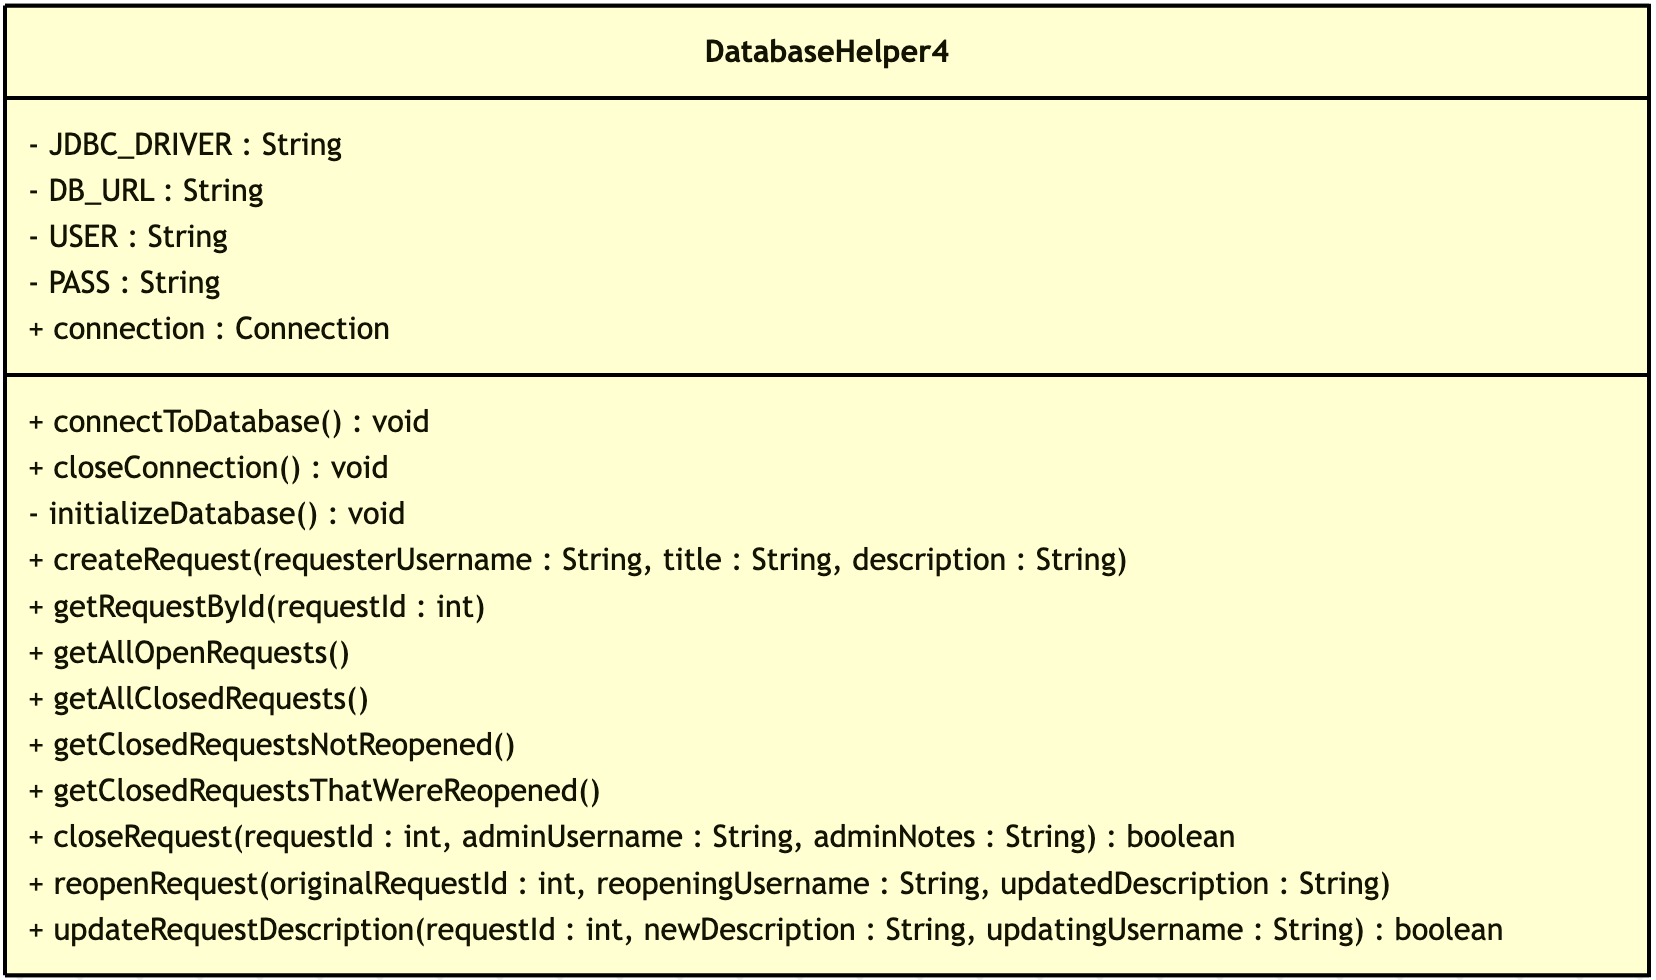 DatabaseHelper4
- JDBC_DRIVER : String
- DB_URL : String
- USER : String
- PASS : String
+ connection : Connection
+ connectToDatabase() : void
+ closeConnection() : void
- initializeDatabase() : void
+ createRequest(requesterUsername : String, title : String, description : String)
+ getRequestById(requestId : int)
+ getAllOpenRequests()
+ getAllClosedRequests()
+ getClosedRequestsNotReopened()
+ getClosedRequestsThatWereReopened()
+ closeRequest(requestId : int, adminUsername : String, adminNotes : String) : boolean
+ reopenRequest(originalRequestId : int, reopeningUsername : String, updatedDescription : String)
+ updateRequestDescription(requestId : int, newDescription : String, updatingUsername : String) : boolean